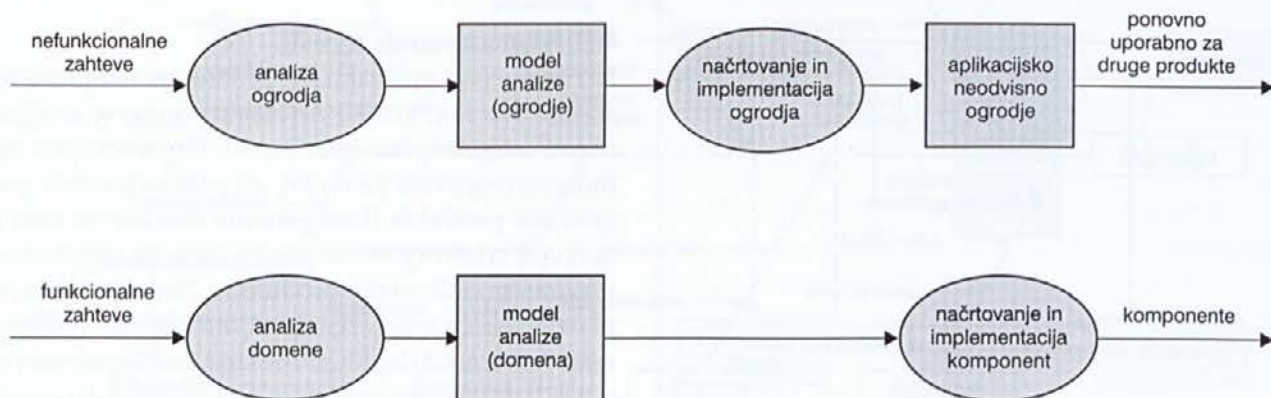 nefunkcionalne
zahteve
analiza
ogrodja
model
analize
(ogrodje)
načrtovanje in
implementacija
ogrodja
aplikacijsko
neodvisno
ogrodje
ponovno
uporabno za
druge produkte
funkcionalne
zahteve
analiza
domene
model
analize
(domena)
načrtovanje in
implementacija
komponent
komponente